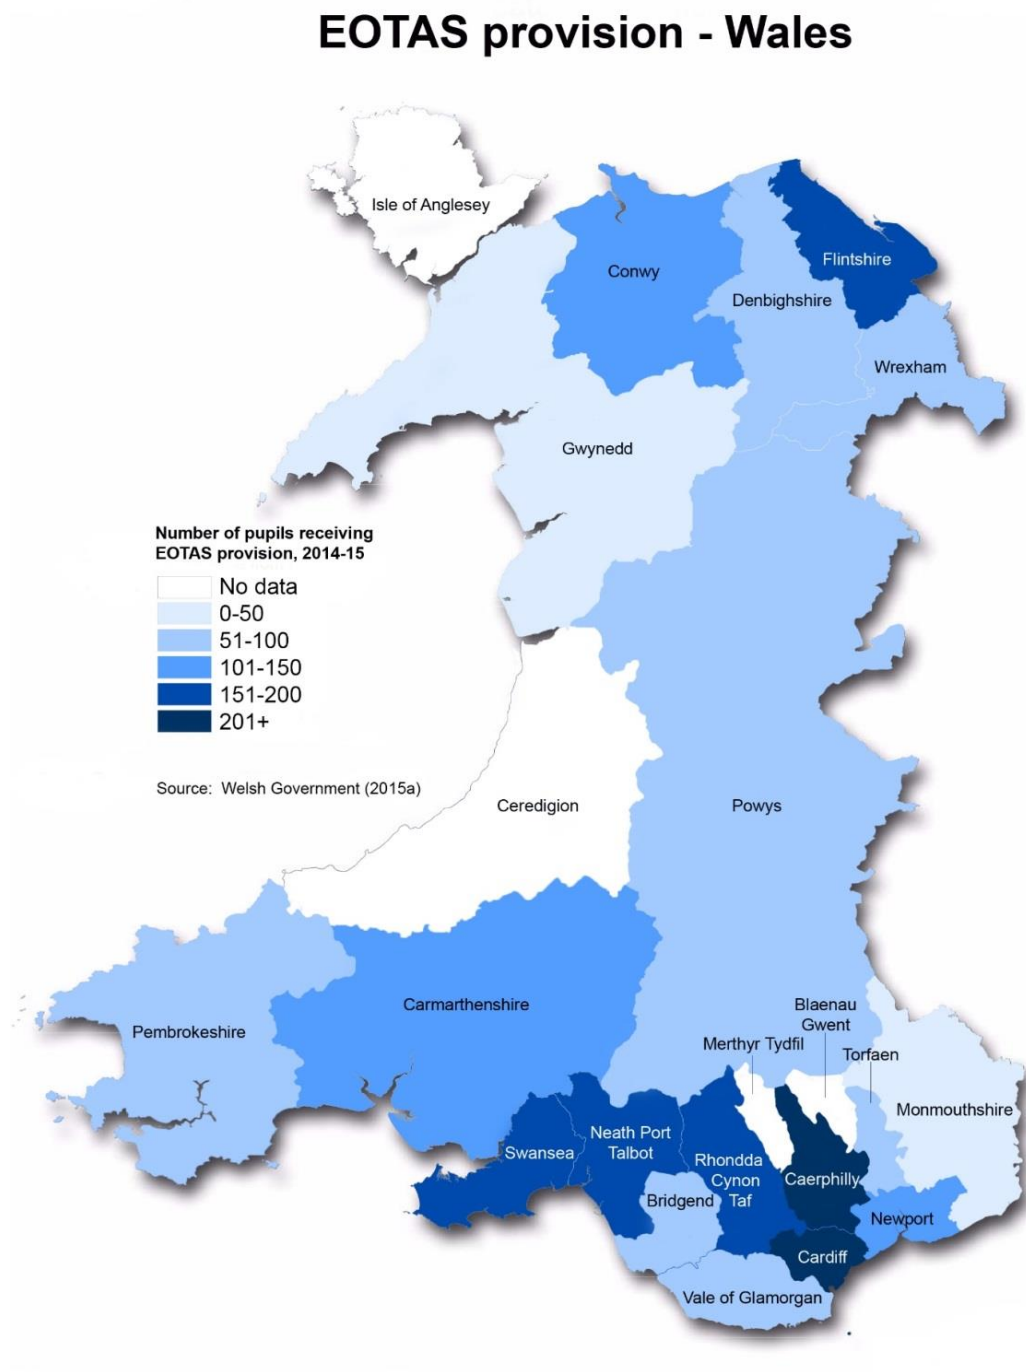 EOTAS provision - Wales
Isle of Anglesey
Flintshire
Conwy
Denbighshire
Wrexham
Gwynedd
Number of pupils receiving
EOTAS provision, 2014-15
No data
0-50
51-100
101-150
151-200
201+
Source: Welsh Government (2015a)
Ceredigion
Powys
Carmarthenshire
Pembrokeshire
Blaenau
Gwent
Merthyr Tydfil
Torfaen
Monmouthshire
Swansea
Neath Port
Talbot
Rhondda
Cynon
Taf
Caerphilly
Bridgend
Newport
Cardiff
Vale of Glamorgan